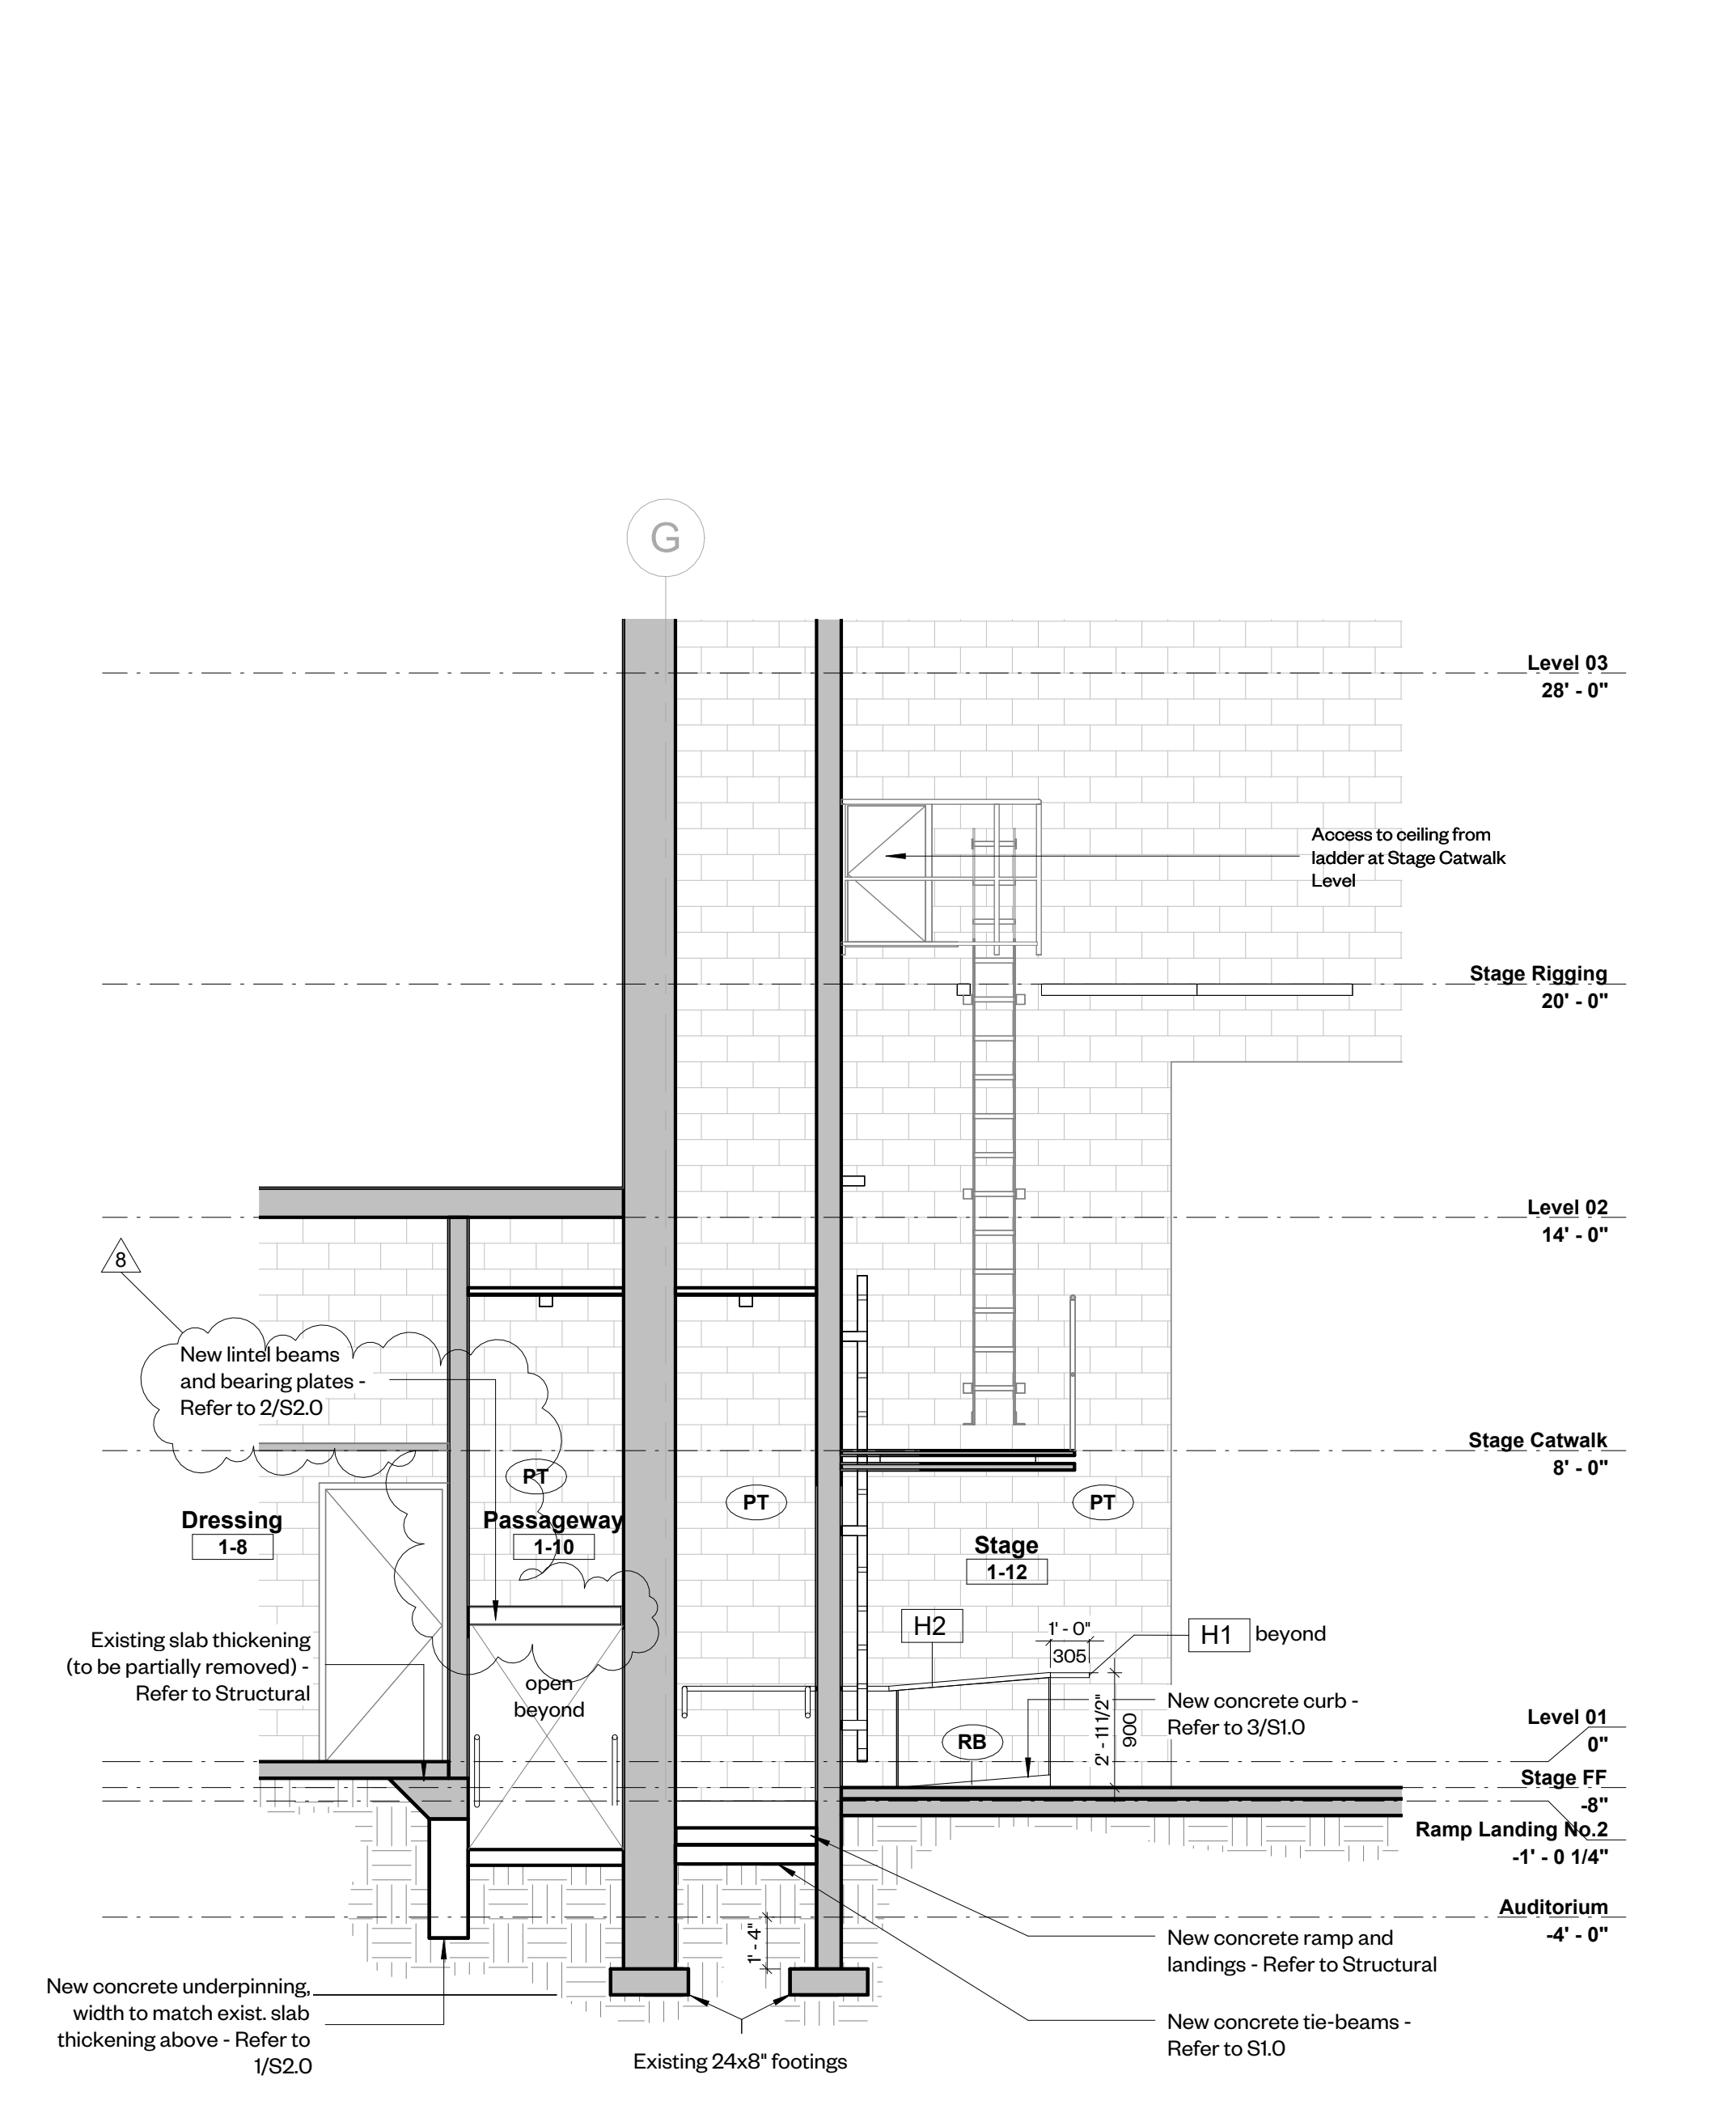 G
Level 03
28' - 0"
Access to ceiling from
ladder at Stage Catwalk
Level
Stage Rigging
20' - 0"
Level 02
14' - 0"
8
New lintel beams
and bearing plates -
Refer to 2/S2.0
Stage Catwalk
8' - 0"
PT
PT
PT
Dressing
1-8
Passageway
1-10
Stage
1-12
H2
1' - 0"
305
H1 beyond
Existing slab thickening
(to be partially removed) -
Refer to Structural
open
beyond
2' - 11 1/2"
900
New concrete curb -
Refer to 3/S1.0
RB
Level 01
0"
Stage FF
-8"
Ramp Landing No.2
-1' - 0 1/4"
Auditorium
-4' - 0"
1' - 4"
New concrete ramp and
landings - Refer to Structural
New concrete underpinning,
width to match exist. slab
thickening above - Refer to
1/S2.0
New concrete tie-beams -
Refer to S1.0
Existing 24x8" footings